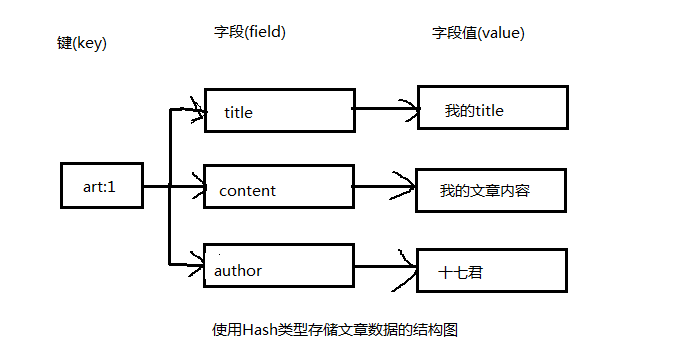 键(key)
字段(field)
字段值(value)
title
我的title
art:1
content
我的文章内容
author
十七君
使用Hash类型存储文章数据的结构图